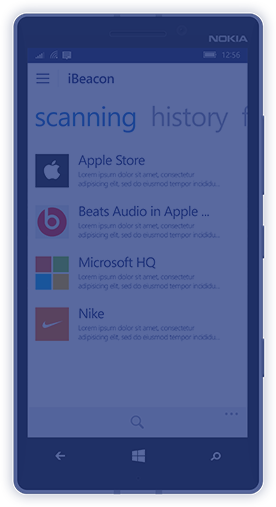 NOKIA
12:56
iBeacon
scanning history f
Apple Store
Lorem ipsum dolor sit amet, consectetur
adipiscing elit, sed do eiusmod tempor incididu...
Beats Audio in Apple ...
Lorem ipsum dolor sit amet, consectetur
adipiscing elit, sed do eiusmod tempor incididu...
Microsoft HQ
Lorem ipsum dolor sit amet, consectetur
adipiscing elit, sed do eiusmod tempor incididu...
Nike
Lorem ipsum dolor sit amet, consectetur
adipiscing elit, sed do eiusmod tempor incididu...